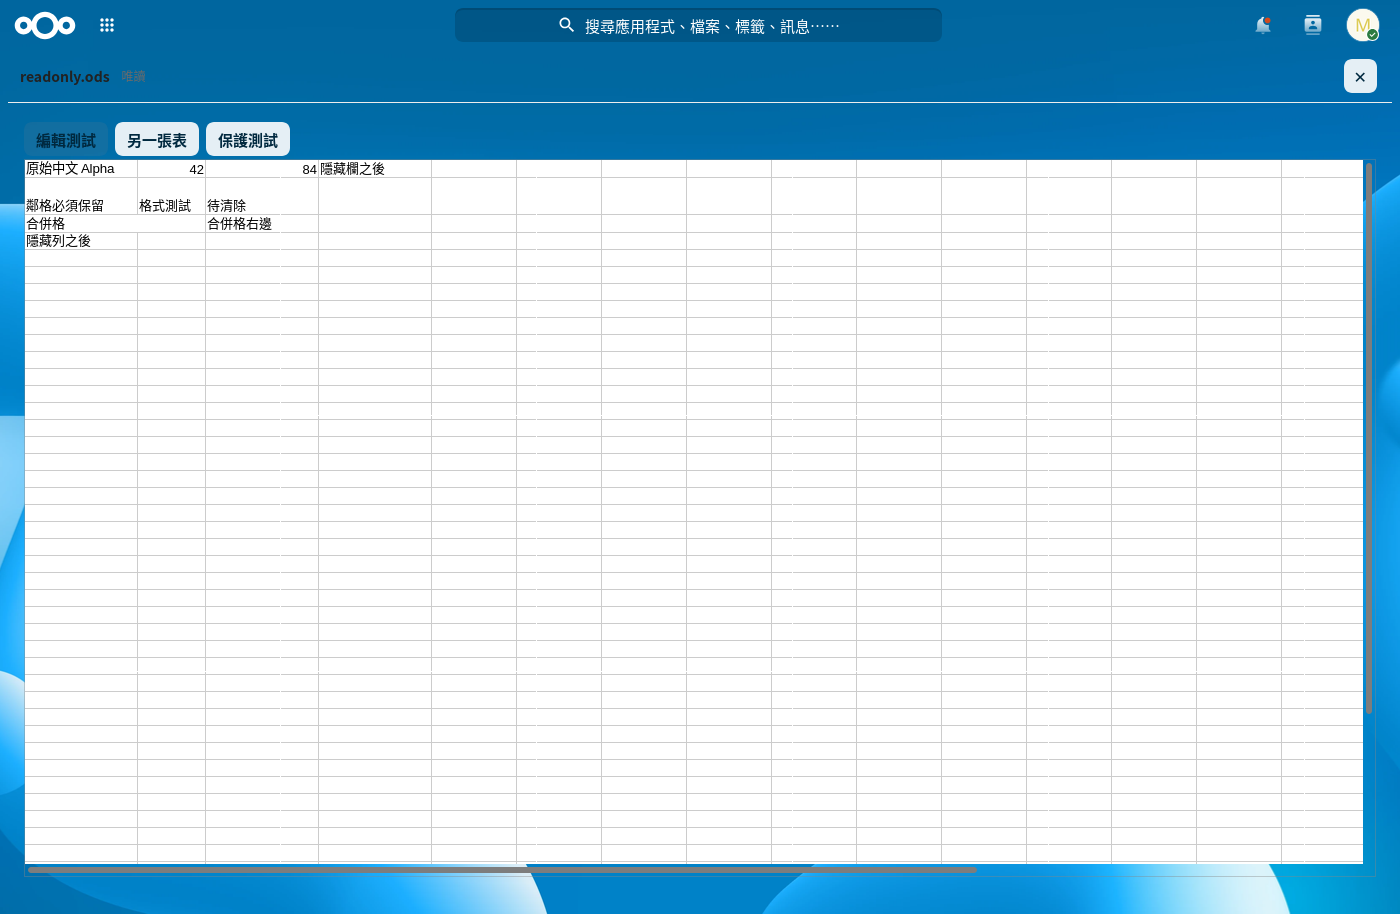 搜尋應用程式、檔案、標籤、訊息……
M
readonly.ods 唯讀
編輯測試 另一張表 保護測試
原始中文 Alpha 42 84 隱藏欄之後
鄰格必須保留 格式測試 待清除
合併格 合併格右邊
隱藏列之後